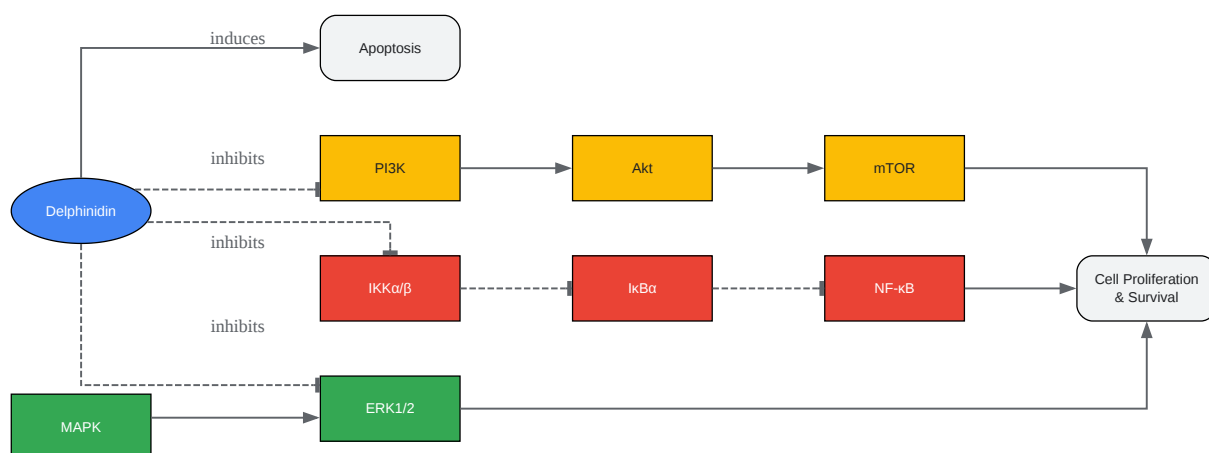 induces
Apoptosis
inhibits
PI3K
Akt
mTOR
Delphinidin
inhibits
IKKα/β
IκBα
NF-κB
Cell Proliferation
& Survival
inhibits
ERK1/2
MAPK